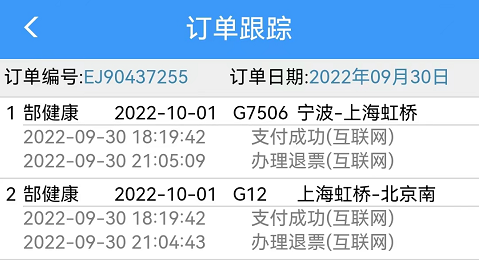 订单跟踪
订单编号:EJ90437255 订单日期:2022年09月30日
1 郜健康 2022-10-01 G7506 宁波-上海虹桥
2022-09-30 18:19:42 支付成功(互联网)
2022-09-30 21:05:09 办理退票(互联网)
2 郜健康 2022-10-01 G12 上海虹桥-北京南
2022-09-30 18:19:42 支付成功(互联网)
2022-09-30 21:04:43 办理退票(互联网)